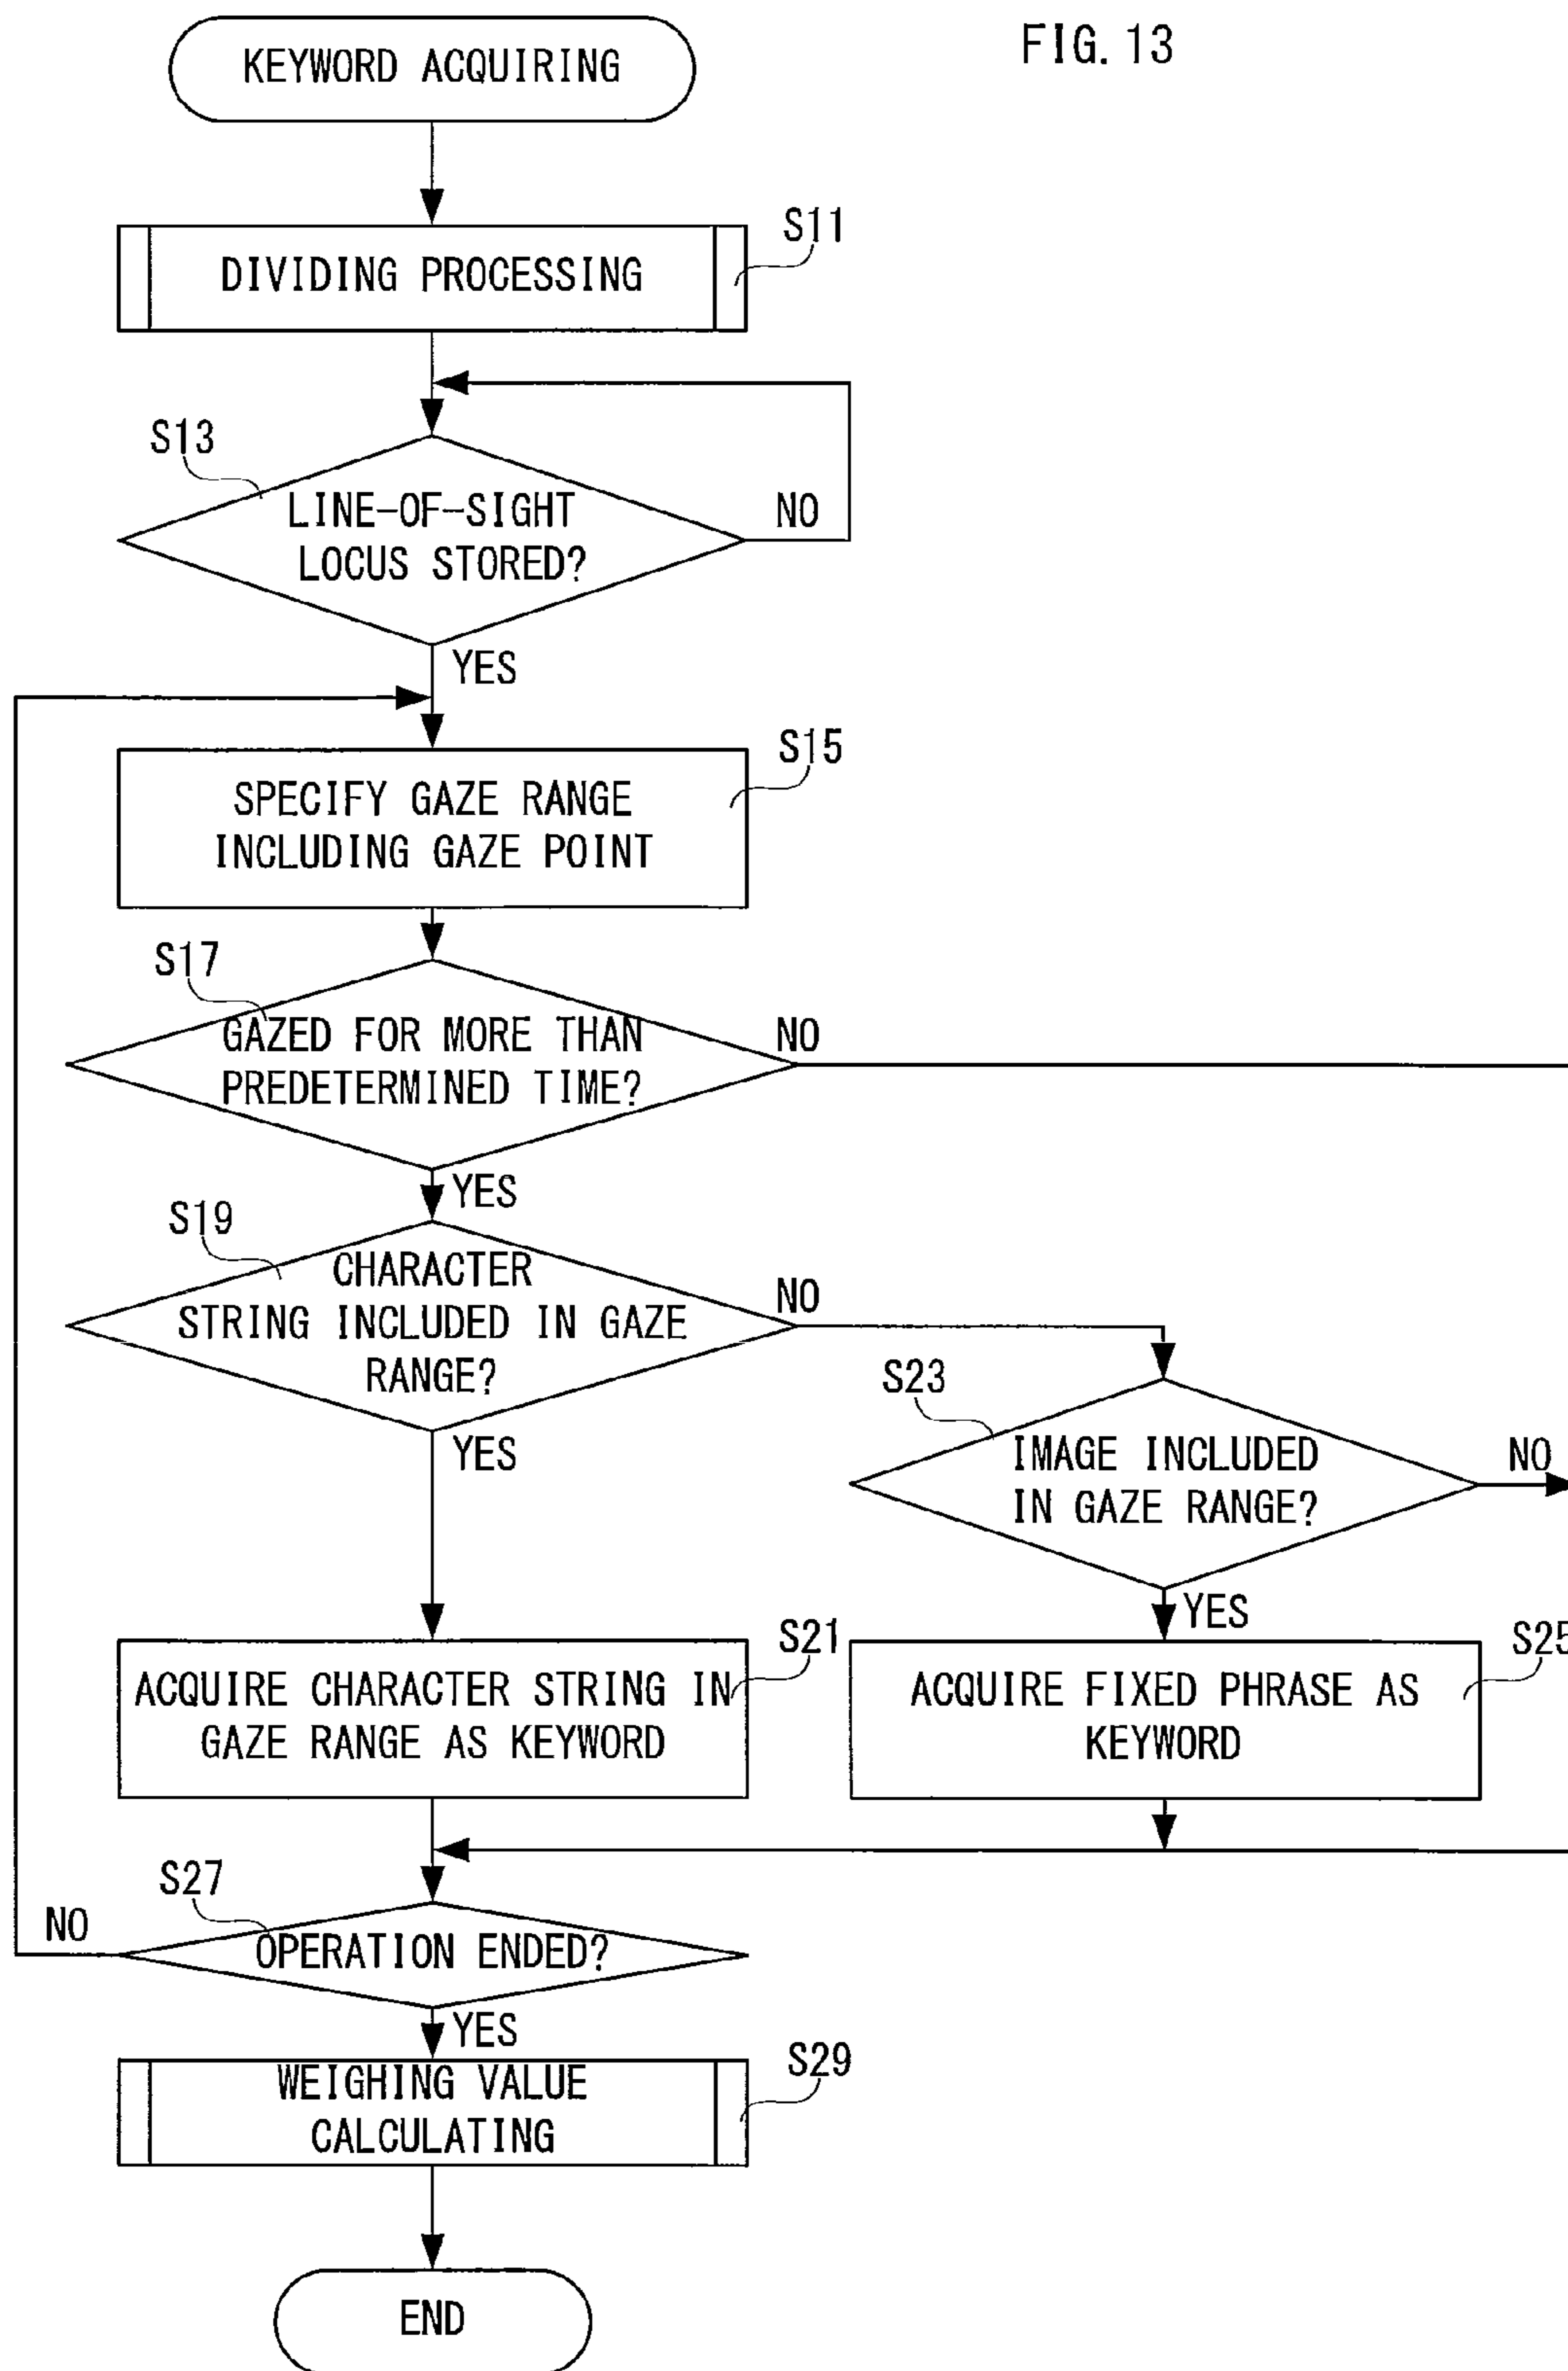 FIG. 13
KEYWORD ACQUIRING
S11
DIVIDING PROCESSING
S13
LINE-OF-SIGHT
LOCUS STORED?
NO
YES
S15
SPECIFY GAZE RANGE
INCLUDING GAZE POINT
S17
GAZED FOR MORE THAN
PREDETERMINED TIME?
NO
YES
S19
CHARACTER
STRING INCLUDED IN GAZE
RANGE?
NO
YES
S23
IMAGE INCLUDED
IN GAZE RANGE?
NO
YES
S21
ACQUIRE CHARACTER STRING IN
GAZE RANGE AS KEYWORD
S25
ACQUIRE FIXED PHRASE AS
KEYWORD
S27
OPERATION ENDED?
NO
YES
S29
WEIGHING VALUE
CALCULATING
END